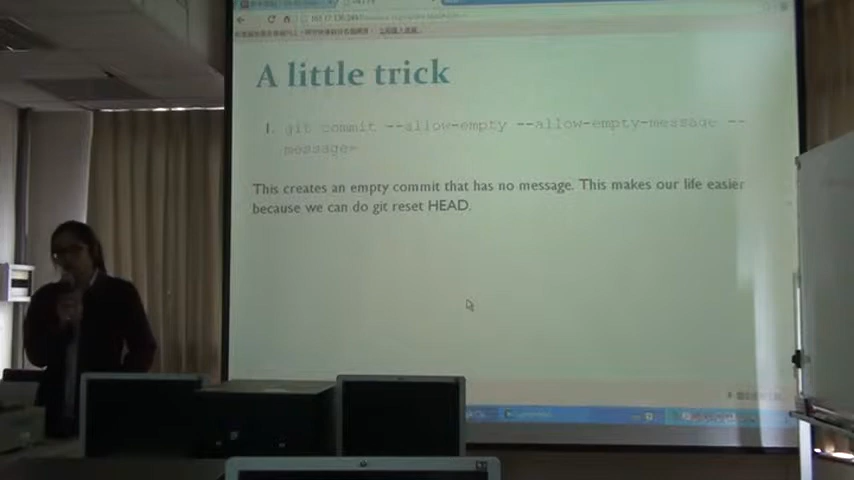 A little trick
1. git commit --allow-empty --allow-empty-message --
message=
This creates an empty commit that has no message. This makes our life easier
because we can do git reset HEAD.